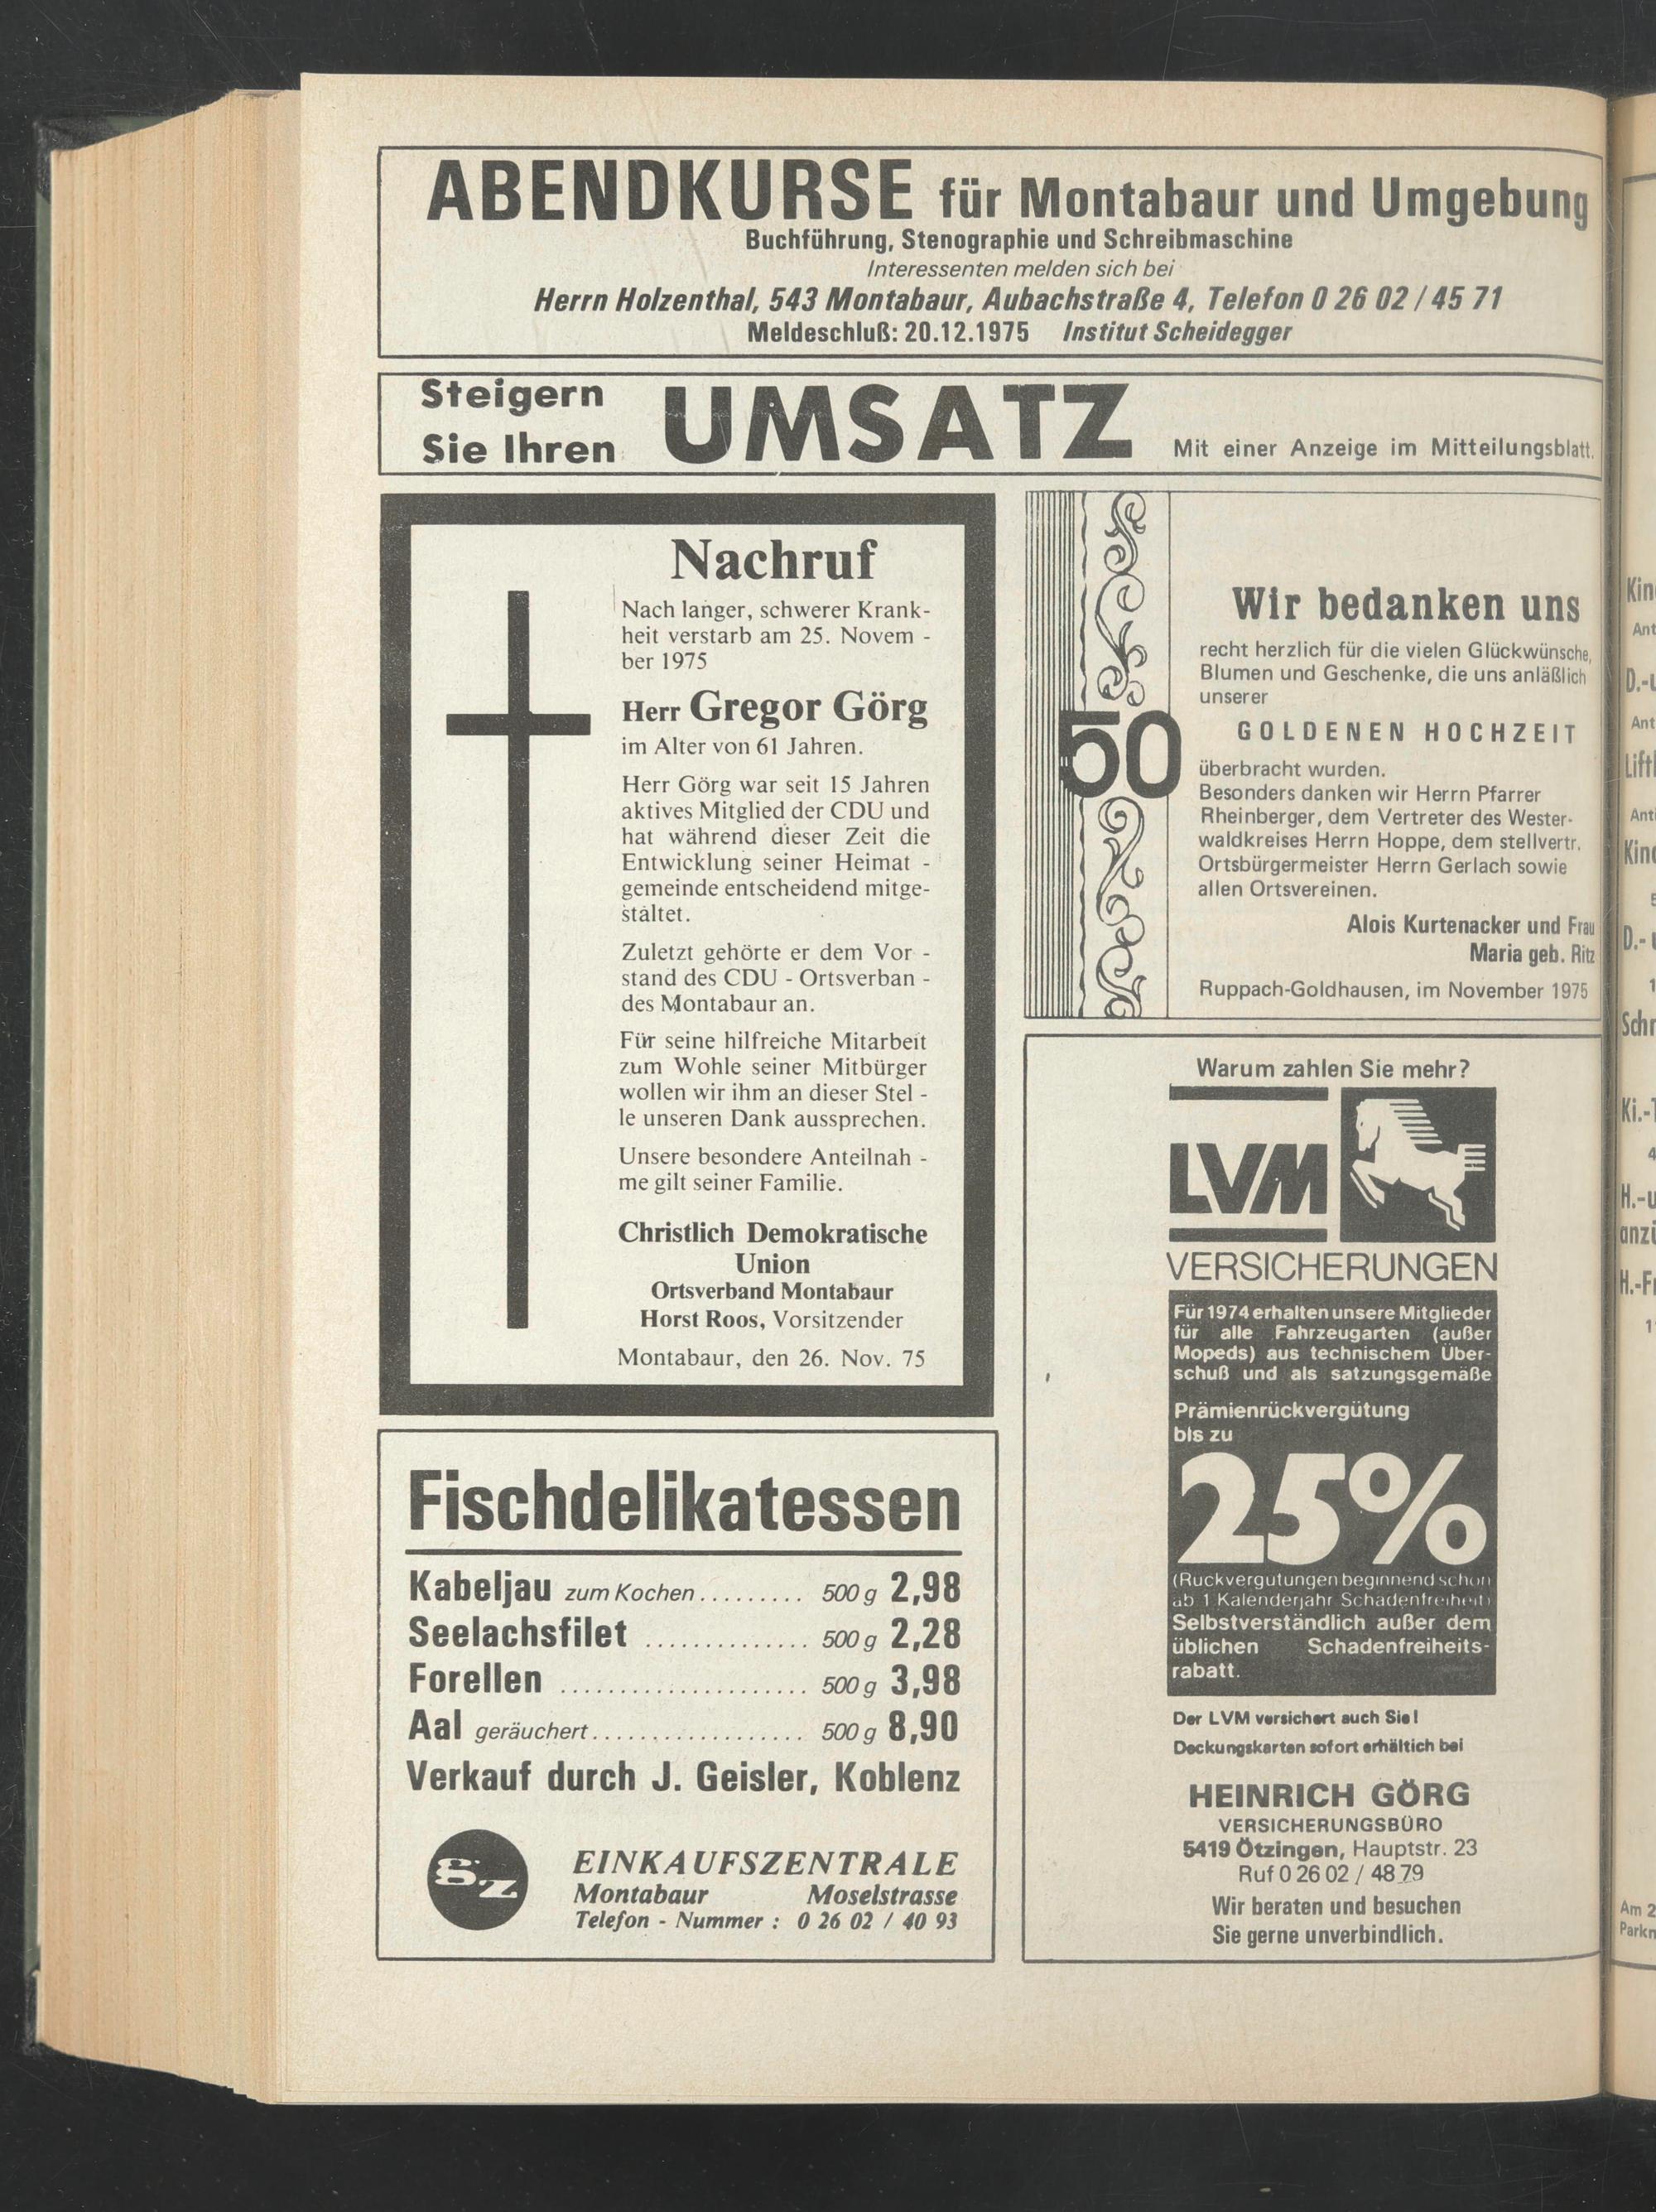 ABENDKURSE für Montabaur und Umgebung
Buchführung, Stenographie und Schreibmaschine
Interessenten melden sich bei
Herrn Holzenthal, 543 Montabaur, Aubachstraße 4, Telefon 0 26 02 / 45 71
Meldeschluß: 20.12.1975 Institut Scheidegger
Steigern
Sie Ihren UMSATZ Mit einer Anzeige im Mitteilungsblatt.
Nachruf
Nach langer, schwerer Krank-
heit verstarb am 25. Novem -
ber 1975
Herr Gregor Görg
im Alter von 61 Jahren.
Herr Görg war seit 15 Jahren
aktives Mitglied der CDU und
hat während dieser Zeit die
Entwicklung seiner Heimat -
gemeinde entscheidend mitge-
staltet.
Zuletzt gehörte er dem Vor -
stand des CDU - Ortsverban -
des Montabaur an.
Für seine hilfreiche Mitarbeit
zum Wohle seiner Mitbürger
wollen wir ihm an dieser Stel -
le unseren Dank aussprechen.
Unsere besondere Anteilnah -
me gilt seiner Familie.
Christlich Demokratische
Union
Ortsverband Montabaur
Horst Roos, Vorsitzender
Montabaur, den 26. Nov. 75
Fischdelikatessen
Kabeljau zum Kochen......... 500 g 2,98
Seelachsfilet .............. 500 g 2,28
Forellen ..................... 500 g 3,98
Aal geräuchert.................. 500 g 8,90
Verkauf durch J. Geisler, Koblenz
gz
EINKAUFSZENTRALE
Montabaur Moselstrasse
Telefon - Nummer : 0 26 02 / 40 93
50
Wir bedanken uns
recht herzlich für die vielen Glückwünsche,
Blumen und Geschenke, die uns anläßlich
unserer
GOLDENEN HOCHZEIT
überbracht wurden.
Besonders danken wir Herrn Pfarrer
Rheinberger, dem Vertreter des Wester-
waldkreises Herrn Hoppe, dem stellvertr.
Ortsbürgermeister Herrn Gerlach sowie
allen Ortsvereinen.
Alois Kurtenacker und Frau
Maria geb. Ritz
Ruppach-Goldhausen, im November 1975
Warum zahlen Sie mehr?
LVM
VERSICHERUNGEN
Für 1974 erhalten unsere Mitglieder
für alle Fahrzeugarten (außer
Mopeds) aus technischem Über-
schuß und als satzungsgemäße
Prämienrückvergütung
bis zu
25%
(Rückvergütungen beginnend schon
ab 1 Kalenderjahr Schadenfreiheit)
Selbstverständlich außer dem
üblichen Schadenfreiheits-
rabatt.
Der LVM versichert auch Sie!
Deckungskarten sofort erhältich bei
HEINRICH GÖRG
VERSICHERUNGSBÜRO
5419 Ötzingen, Hauptstr. 23
Ruf 0 26 02 / 48 79
Wir beraten und besuchen
Sie gerne unverbindlich.